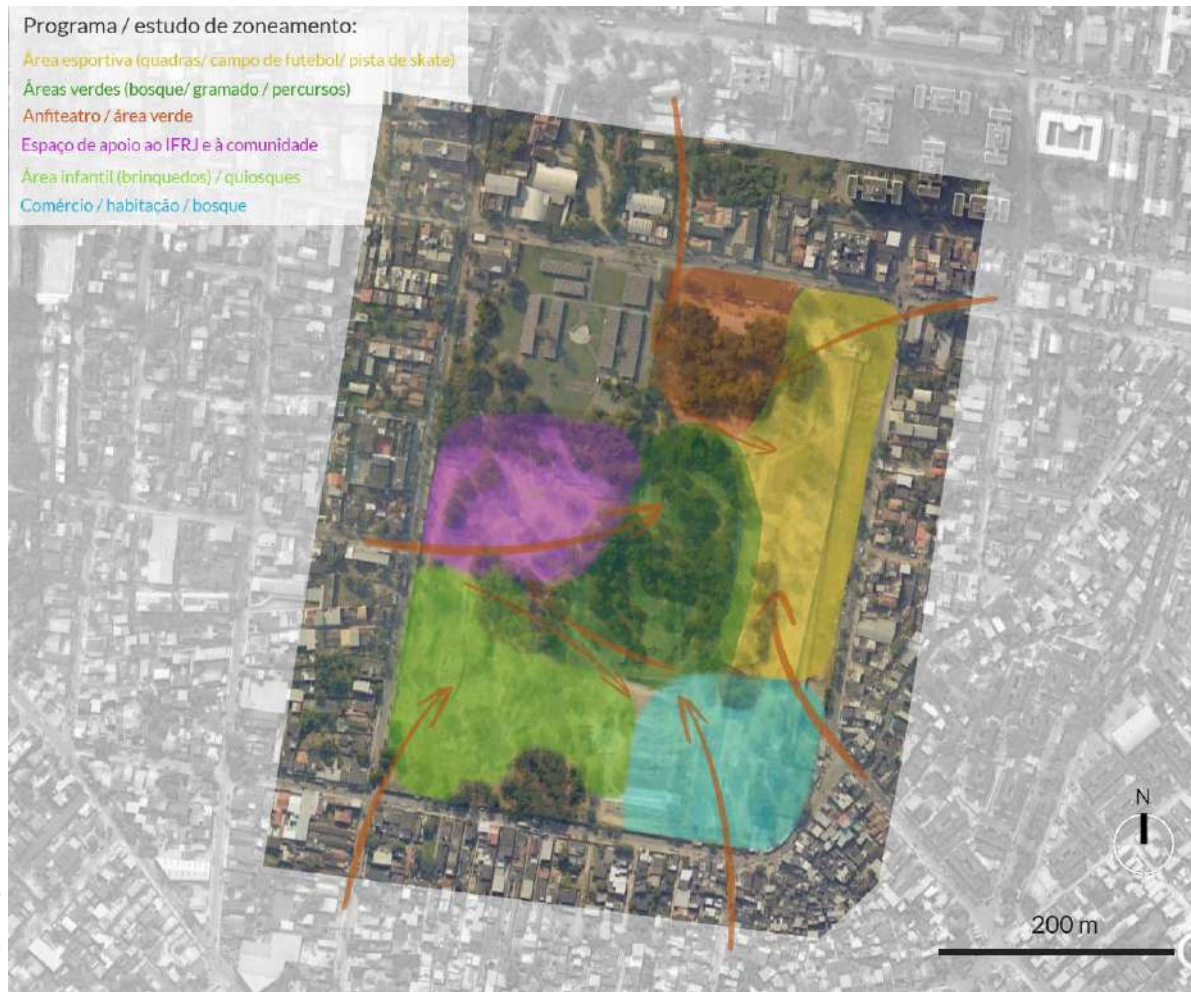 Programa / estudo de zoneamento:
Área esportiva (quadras/ campo de futebol/ pista de skate)
Áreas verdes (bosque/ gramado / percursos)
Anfiteatro / área verde
Espaço de apoio ao IFRJ e à comunidade
Área infantil (brinquedos) / quiosques
Comércio / habitação / bosque
N
200 m